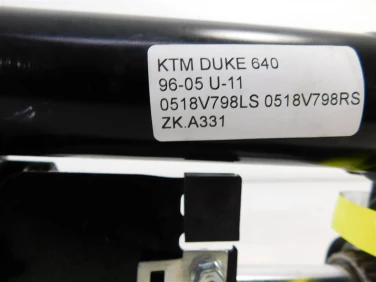 KTM DUKE 640
96-05 U-11
0518V798LS 0518V798RS
ZK.A331